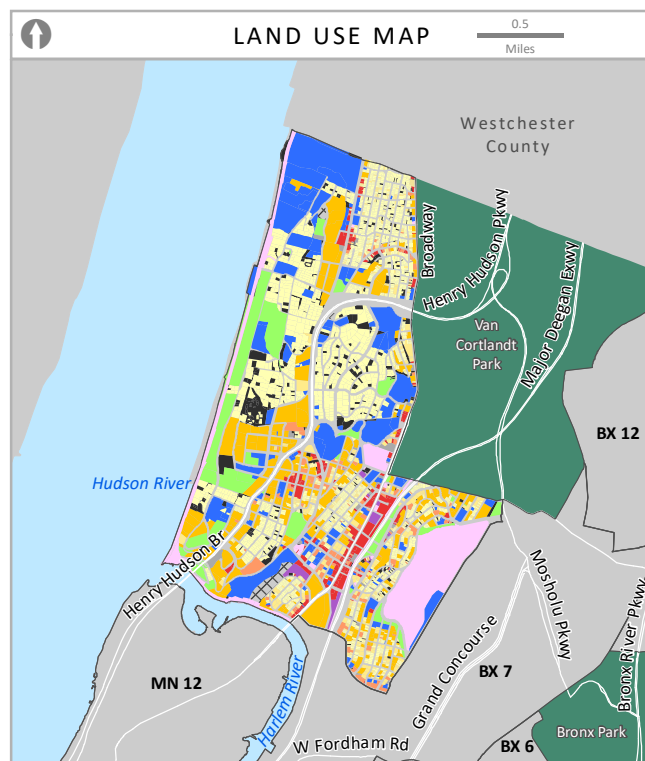 LAND USE MAP
0.5
Miles
Westchester
County
Broadway
Henry Hudson Pkwy
Major Deegan Exwy
Van
Cortlandt
Park
BX 12
Hudson River
Henry Hudson Br
Mosholu Pkwy
Bronx River Pkwy
Grand Concourse
MN 12
Harlem River
BX 7
W Fordham Rd
BX 6
Bronx Park